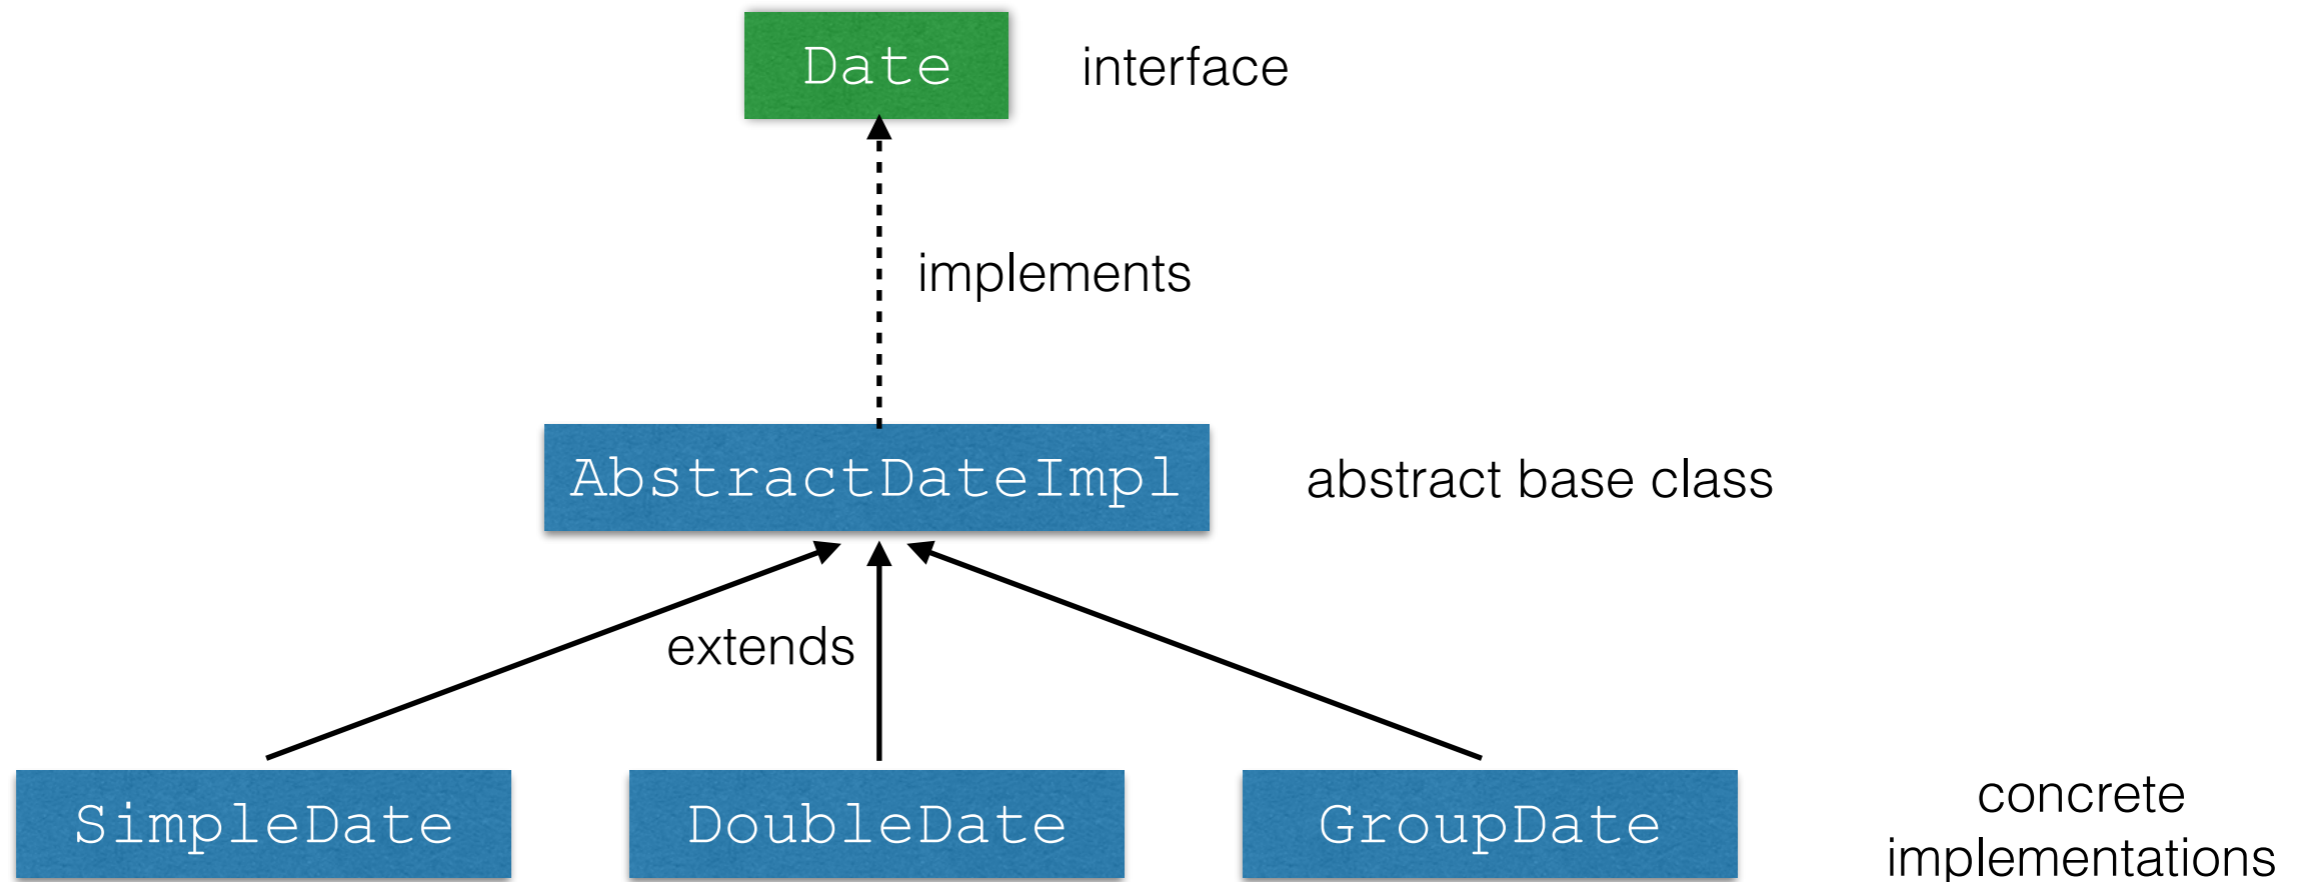 Date
interface
implements
AbstractDateImpl
abstract base class
extends
SimpleDate
DoubleDate
GroupDate
concrete
implementations